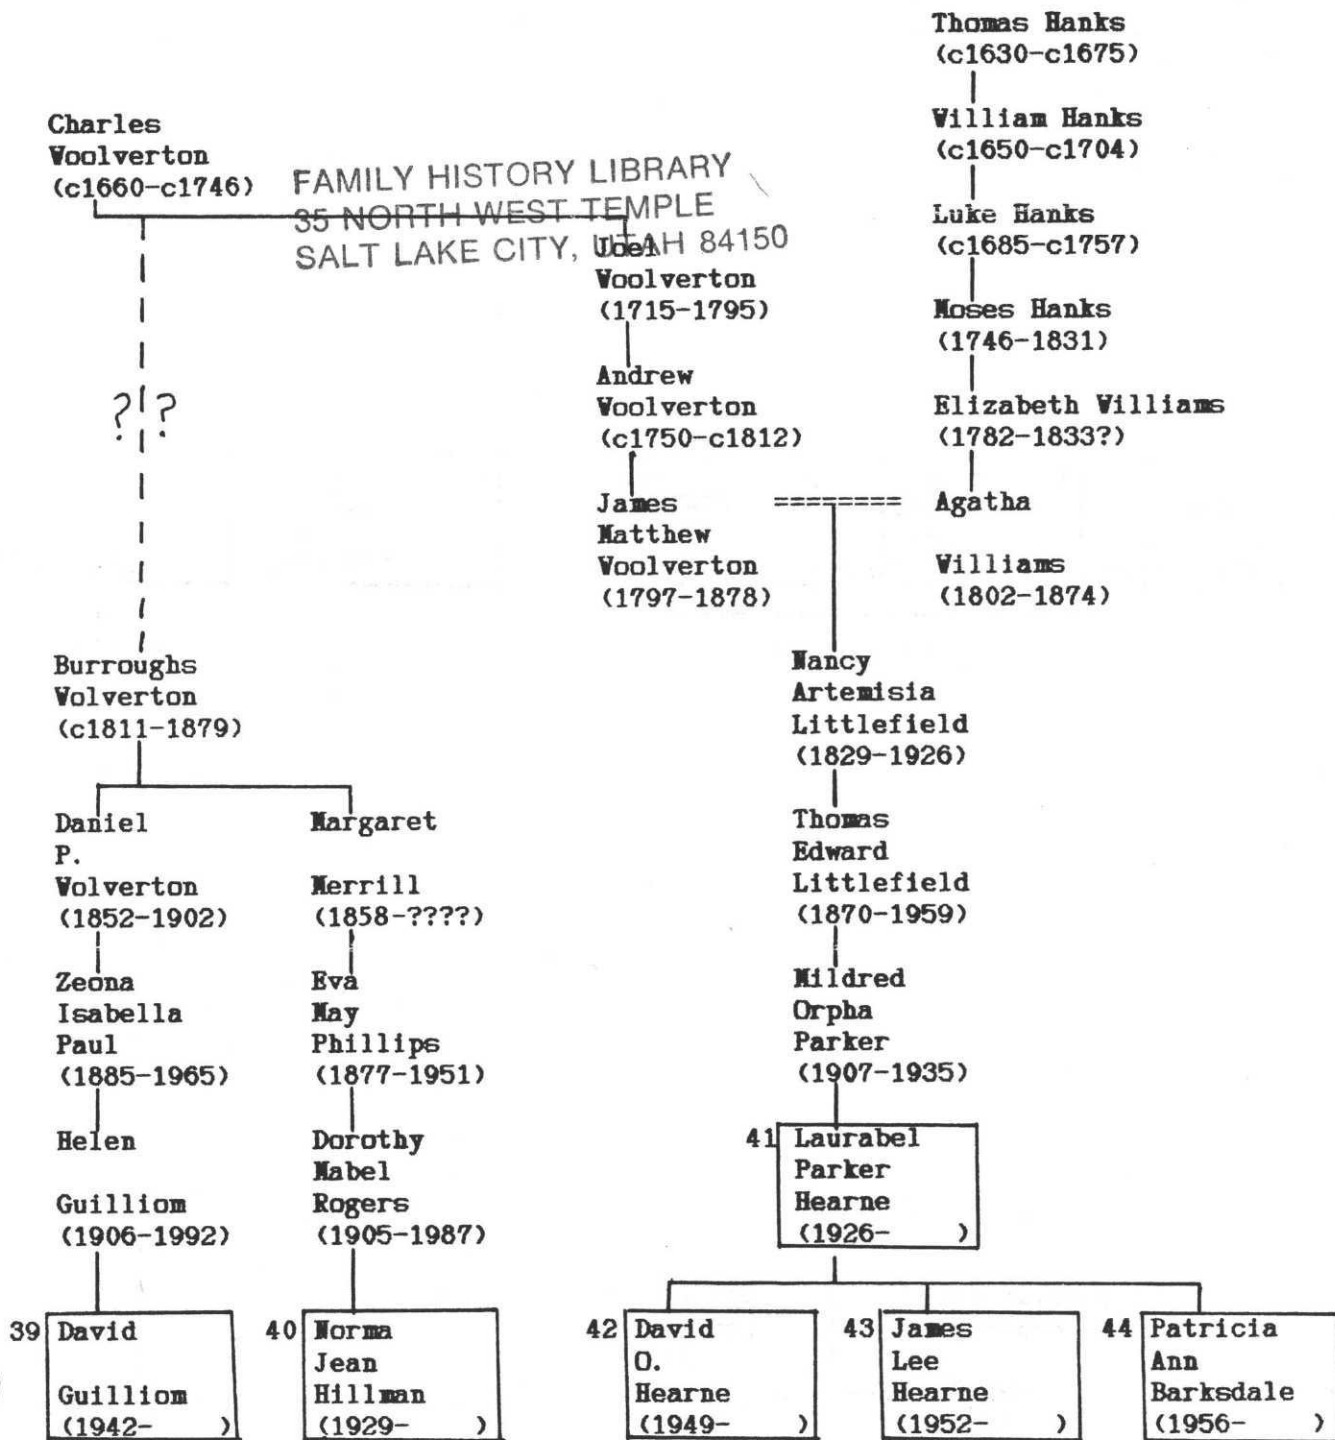 Thomas Hanks
(c1630-c1675)
William Hanks
(c1650-c1704)
Luke Hanks
(c1685-c1757)
Moses Hanks
(1746-1831)
Elizabeth Williams
(1782-1833?)
Charles
Woolverton
(c1660-c1746)
FAMILY HISTORY LIBRARY
35 NORTH WEST TEMPLE
SALT LAKE CITY, UTAH 84150
Joel
Woolverton
(1715-1795)
Andrew
Woolverton
(c1750-c1812)
James
Matthew
Woolverton
(1797-1878)
========
Agatha
Williams
(1802-1874)
? ?
Burroughs
Wolverton
(c1811-1879)
Daniel
P.
Wolverton
(1852-1902)
Zeona
Isabella
Paul
(1885-1965)
Helen
Guilliom
(1906-1992)
Margaret
Merrill
(1858-????)
Eva
May
Phillips
(1877-1951)
Dorothy
Mabel
Rogers
(1905-1987)
Nancy
Artemisia
Littlefield
(1829-1926)
Thomas
Edward
Littlefield
(1870-1959)
Mildred
Orpha
Parker
(1907-1935)
41 Laurabel
Parker
Hearne
(1926- )
39 David
Guilliom
(1942- )
40 Norma
Jean
Hillman
(1929- )
42 David
O.
Hearne
(1949- )
43 James
Lee
Hearne
(1952- )
44 Patricia
Ann
Barksdale
(1956- )